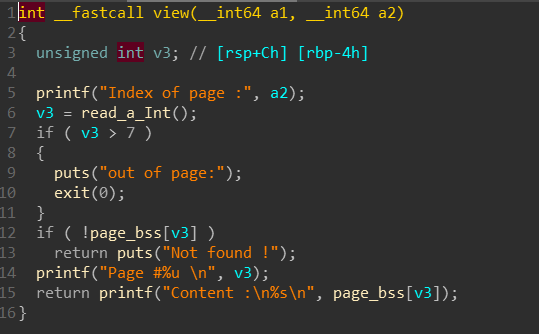 1 int __fastcall view(__int64 a1, __int64 a2)
2 {
3   unsigned int v3; // [rsp+Ch] [rbp-4h]
4
5   printf("Index of page :", a2);
6   v3 = read_a_Int();
7   if ( v3 > 7 )
8   {
9     puts("out of page:");
10     exit(0);
11   }
12   if ( !page_bss[v3] )
13     return puts("Not found !");
14   printf("Page #%u \n", v3);
15   return printf("Content :\n%s\n", page_bss[v3]);
16 }